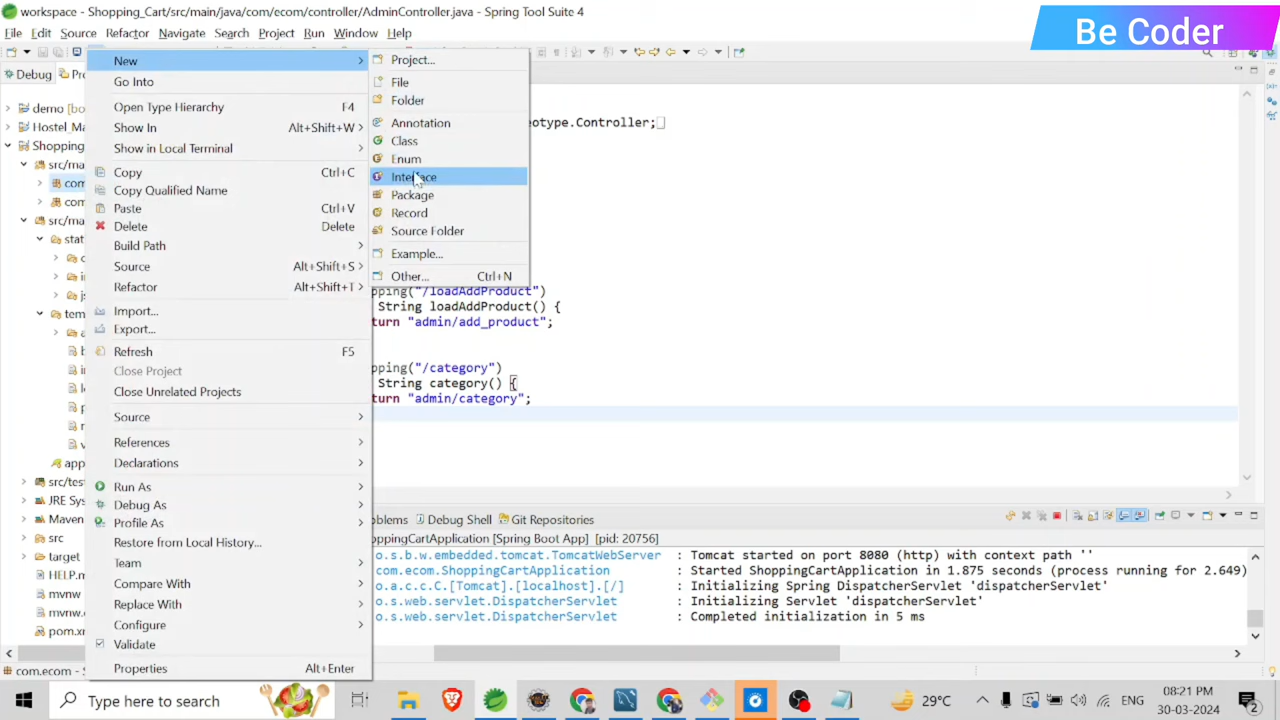 workspace - Shopping_Cart/src/main/java/com/ecom/controller/AdminController.java - Spring Tool Suite 4
Be Coder
File Edit Source Refactor Navigate Search Project Run Window Help
Debug
demo
Shopping
src/ma
com
com
src/ma
stat
tem
app
src/te
JRE Sys
Maven
src
target
HELP.m
mvnw
mvnw.c
pom.xm
New
Go Into
Open Type Hierarchy F4
Show In Alt+Shift+W
Show in Local Terminal
Copy Ctrl+C
Copy Qualified Name
Paste Ctrl+V
Delete Delete
Build Path
Source Alt+Shift+S
Refactor Alt+Shift+T
Import...
Export...
Refresh F5
Close Project
Close Unrelated Projects
Source
References
Declarations
Run As
Debug As
Profile As
Restore from Local History...
Team
Compare With
Replace With
Configure
Validate
Properties Alt+Enter
Project...
File
Folder
Annotation
Class
Enum
Interface
Package
Record
Source Folder
Example...
Other... Ctrl+N
eotype.Controller;
pping("/loadAddProduct")
String loadAddProduct() {
turn "admin/add_product";
pping("/category")
String category() {
turn "admin/category";
oblems Debug Shell Git Repositories
oppingCartApplication [Spring Boot App] [pid: 20756]
o.s.b.w.embedded.tomcat.TomcatWebServer : Tomcat started on port 8080 (http) with context path ''
com.ecom.ShoppingCartApplication : Started ShoppingCartApplication in 1.875 seconds (process running for 2.649)
o.a.c.c.C.[Tomcat].[localhost].[/] : Initializing Spring DispatcherServlet 'dispatcherServlet'
o.s.web.servlet.DispatcherServlet : Initializing Servlet 'dispatcherServlet'
o.s.web.servlet.DispatcherServlet : Completed initialization in 5 ms
com.ecom - S
Type here to search
29°C
ENG
08:21 PM
30-03-2024
2